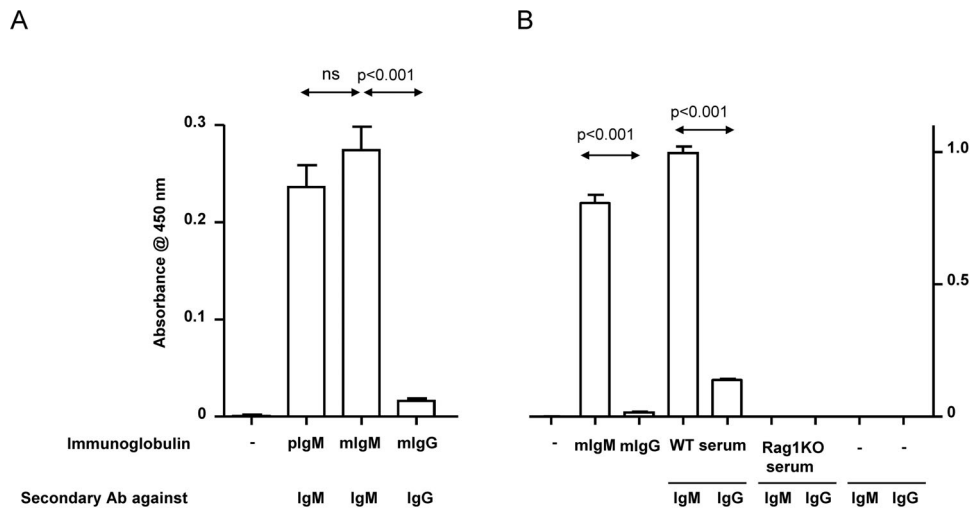 A
B
ns
p<0.001
p<0.001
p<0.001
0.3
0.2
0.1
0
Absorbance @ 450 nm
1.0
0.5
0
Immunoglobulin
- pIgM mIgM mIgG
- mIgM mIgG WT serum Rag1KO serum - -
Secondary Ab against
IgM IgM IgG
IgM IgG IgM IgG IgM IgG